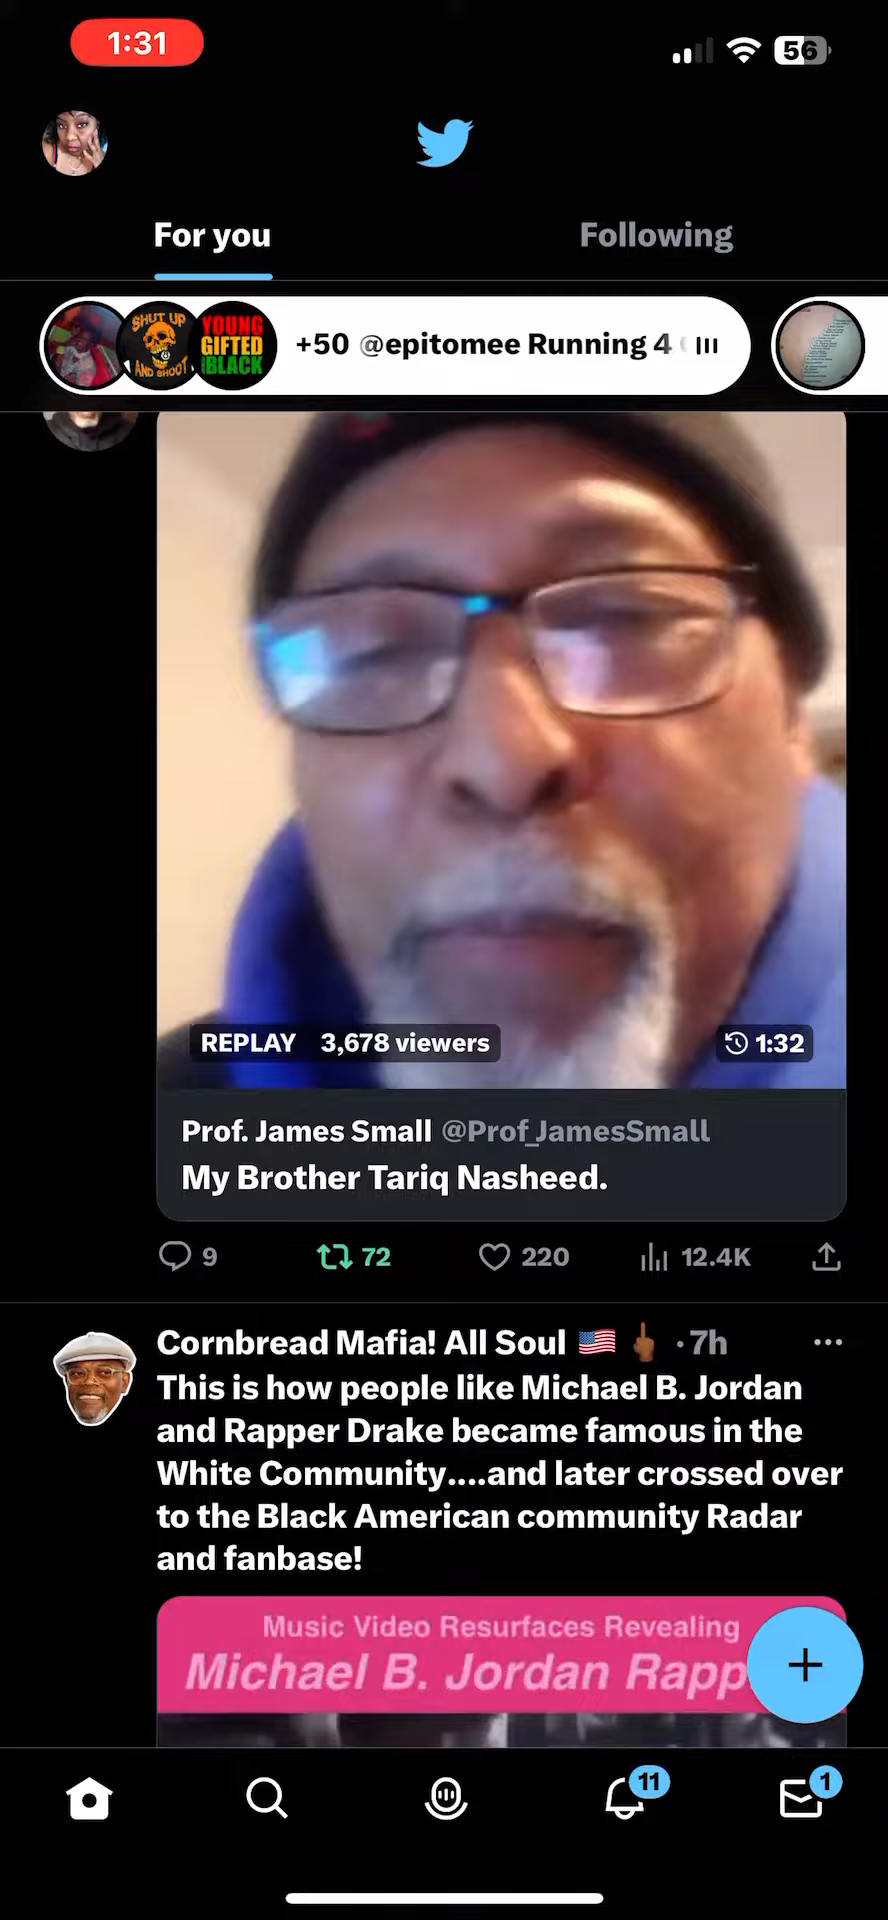 1:31
56
For you
Following
SHUT UP
AND SHOOT
YOUNG
GIFTED
BLACK
+50 @epitomee Running 4
REPLAY 3,678 viewers
1:32
Prof. James Small @Prof_JamesSmall
My Brother Tariq Nasheed.
9 72 220 12.4K
Cornbread Mafia! All Soul 🇺🇸 🖕🏾 · 7h
This is how people like Michael B. Jordan
and Rapper Drake became famous in the
White Community....and later crossed over
to the Black American community Radar
and fanbase!
Music Video Resurfaces Revealing
Michael B. Jordan Rapp
11
1